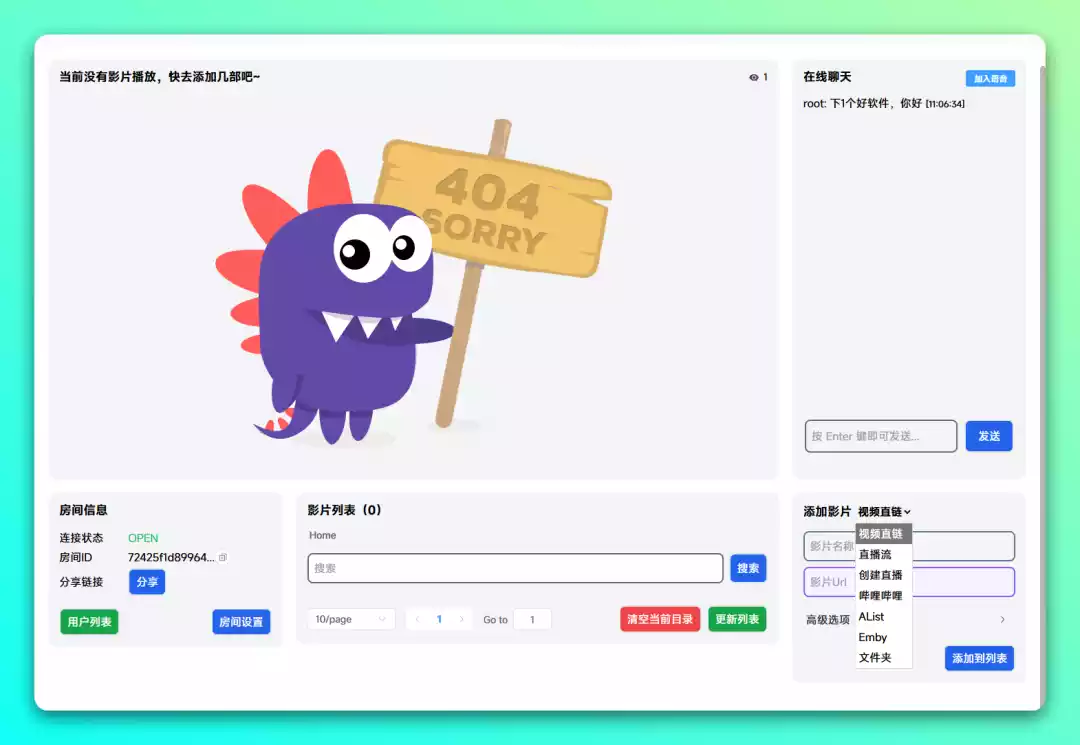 当前没有影片播放，快去添加几部吧~
1
404
SORRY
在线聊天
加入语音
root: 下1个好软件，你好 [11:06:34]
按 Enter 键即可发送...
发送
房间信息
连接状态 OPEN
房间ID 72425f1d89964...
分享链接 分享
用户列表 房间设置
影片列表（0）
Home
搜索 搜索
10/page 1 Go to 1
清空当前目录 更新列表
添加影片 视频直链
影片名称
影片Url
高级选项
视频直链
直播流
创建直播
哔哩哔哩
AList
Emby
文件夹
添加到列表